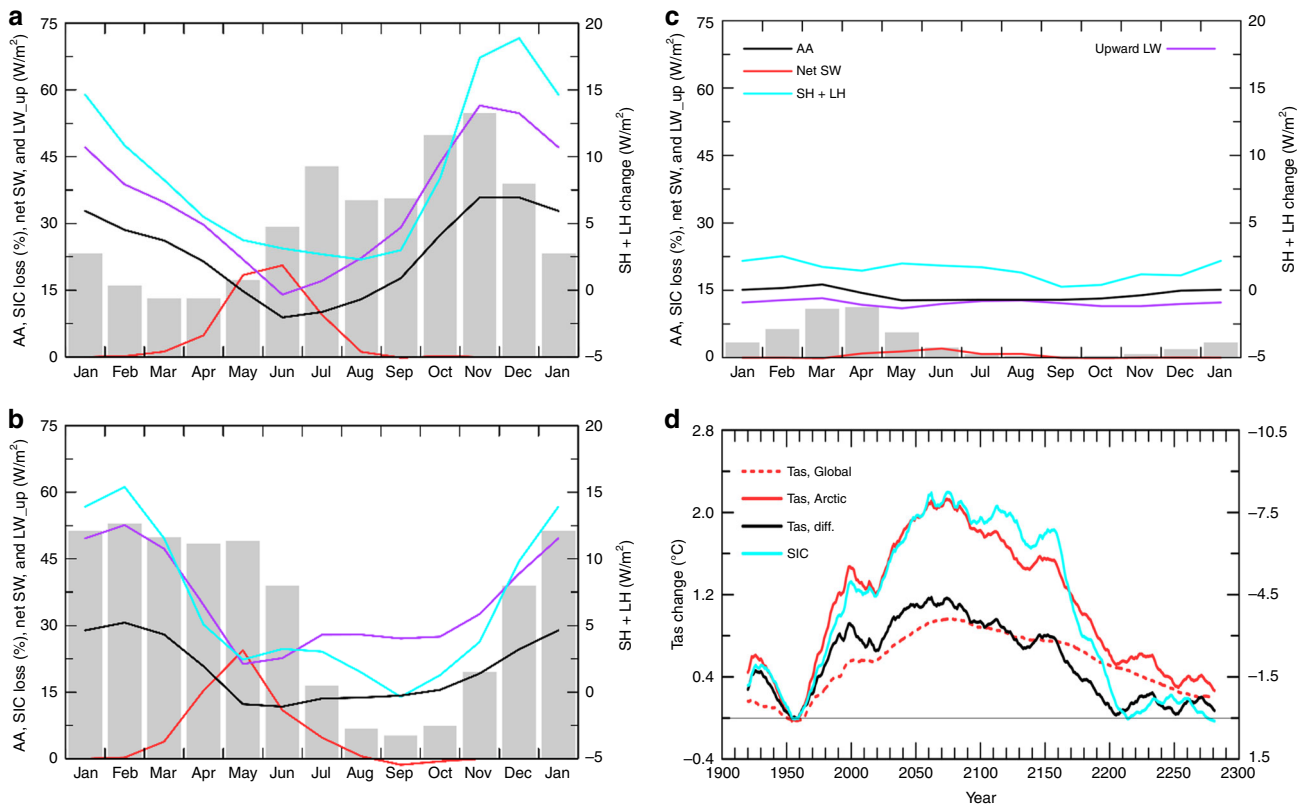 a
AA, SIC loss (%), net SW, and LW_up (W/m²)
75
60
45
30
15
0
20
15
10
5
0
−5
SH + LH change (W/m²)
Jan Feb Mar Apr May Jun Jul Aug Sep Oct Nov Dec Jan
b
AA, SIC loss (%), net SW, and LW_up (W/m²)
75
60
45
30
15
0
20
15
10
5
0
−5
SH + LH (W/m²)
Jan Feb Mar Apr May Jun Jul Aug Sep Oct Nov Dec Jan
c
AA, SIC loss (%), net SW, and LW_up (W/m²)
75
60
45
30
15
0
AA
Net SW
SH + LH
Upward LW
20
15
10
5
0
−5
SH + LH change (W/m²)
Jan Feb Mar Apr May Jun Jul Aug Sep Oct Nov Dec Jan
d
Tas change (°C)
2.8
2.0
1.2
0.4
−0.4
Tas, Global
Tas, Arctic
Tas, diff.
SIC
−10.5
−7.5
−4.5
−1.5
1.5
1900 1950 2000 2050 2100 2150 2200 2250 2300
Year